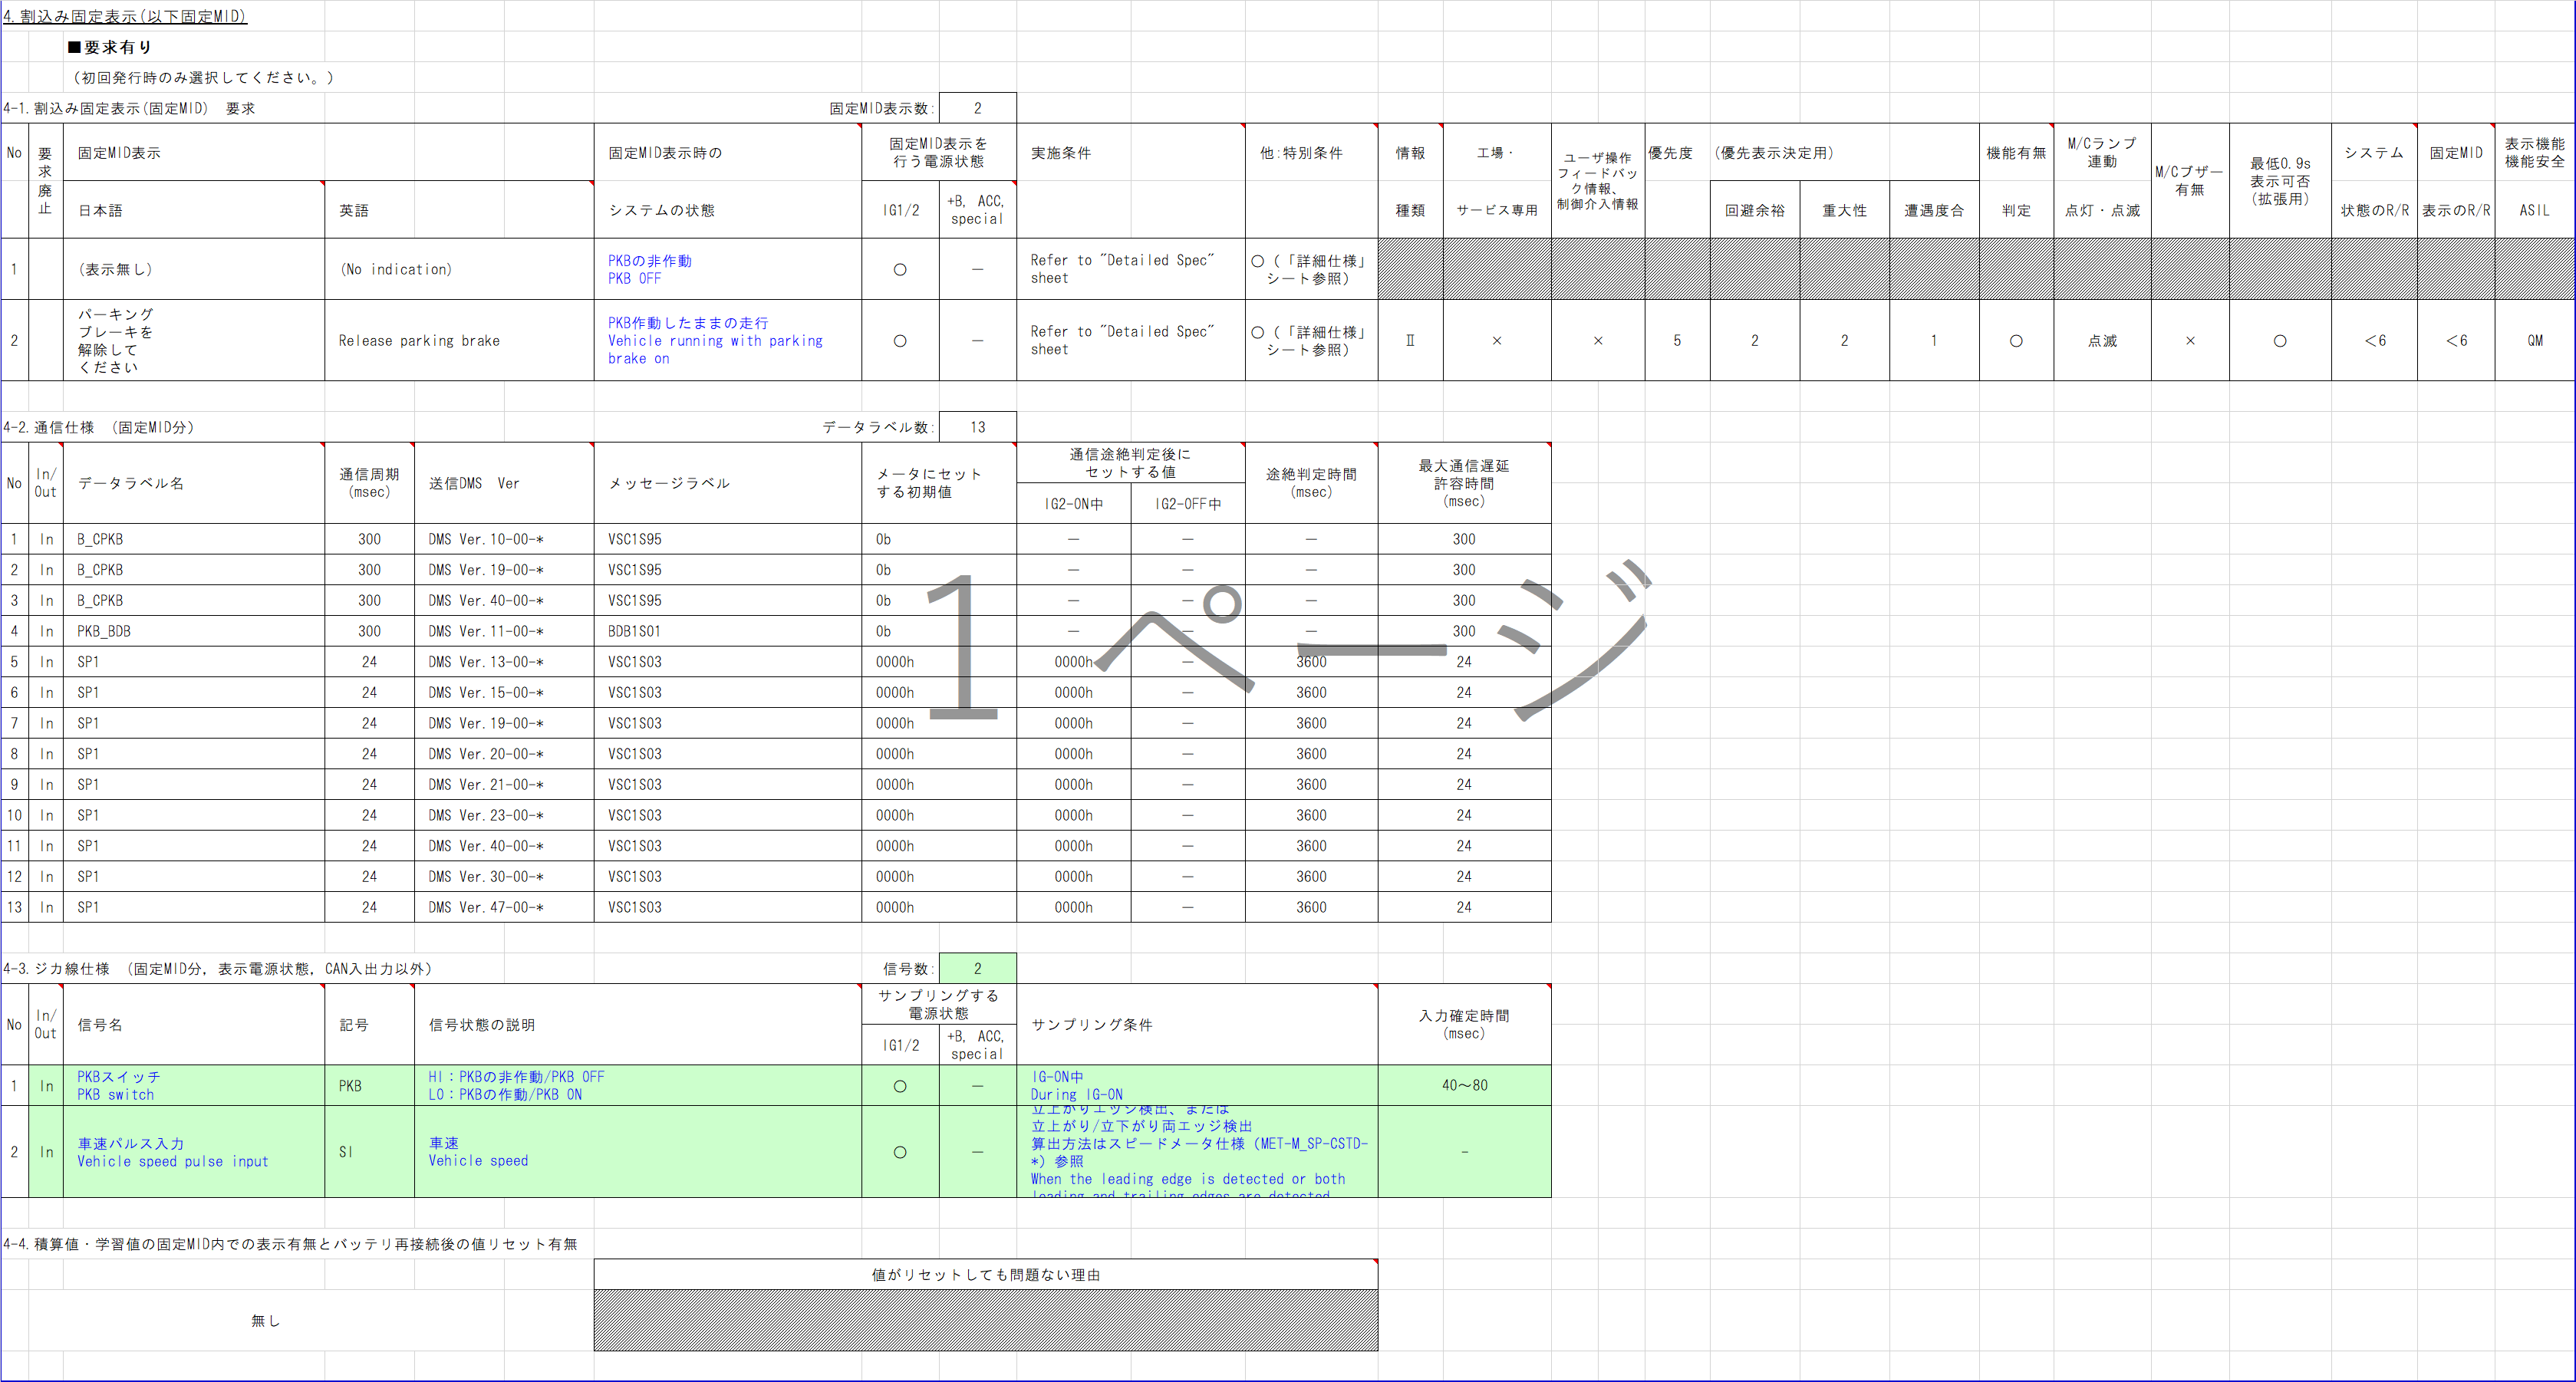 4.割込み固定表示(以下固定MID)
■要求有り
（初回発行時のみ選択してください。）
4-1.割込み固定表示(固定MID)　要求　固定MID表示数:　2
No　要求廃止　固定MID表示　固定MID表示時の　固定MID表示を行う電源状態　実施条件　他:特別条件　情報　工場・　ユーザ操作フィードバック情報、制御介入情報　優先度　(優先表示決定用)　機能有無　M/Cランプ連動　M/Cブザー有無　最低0.9s表示可否(拡張用)　システム　固定MID　表示機能機能安全
日本語　英語　システムの状態　IG1/2　+B, ACC, special　種類　サービス専用　回避余裕　重大性　遭遇度合　判定　点灯・点滅　状態のR/R　表示のR/R　ASIL
1　(表示無し)　(No indication)　PKBの非作動 PKB OFF　○　－　Refer to "Detailed Spec" sheet　○（「詳細仕様」シート参照）
2　パーキングブレーキを解除してください　Release parking brake　PKB作動したままの走行 Vehicle running with parking brake on　○　－　Refer to "Detailed Spec" sheet　○（「詳細仕様」シート参照）　Ⅱ　×　×　5　2　2　1　○　点滅　×　○　＜6　＜6　QM
4-2.通信仕様　(固定MID分)　データラベル数:　13
No　In/Out　データラベル名　通信周期(msec)　送信DMS　Ver　メッセージラベル　メータにセットする初期値　通信途絶判定後にセットする値　途絶判定時間(msec)　最大通信遅延許容時間(msec)
IG2-ON中　IG2-OFF中
1　In　B_CPKB　300　DMS Ver.10-00-*　VSC1S95　0b　－　－　－　300
2　In　B_CPKB　300　DMS Ver.19-00-*　VSC1S95　0b　－　－　－　300
3　In　B_CPKB　300　DMS Ver.40-00-*　VSC1S95　0b　－　－　－　300
4　In　PKB_BDB　300　DMS Ver.11-00-*　BDB1S01　0b　－　－　－　300
5　In　SP1　24　DMS Ver.13-00-*　VSC1S03　0000h　0000h　－　3600　24
6　In　SP1　24　DMS Ver.15-00-*　VSC1S03　0000h　0000h　－　3600　24
7　In　SP1　24　DMS Ver.19-00-*　VSC1S03　0000h　0000h　－　3600　24
8　In　SP1　24　DMS Ver.20-00-*　VSC1S03　0000h　0000h　－　3600　24
9　In　SP1　24　DMS Ver.21-00-*　VSC1S03　0000h　0000h　－　3600　24
10　In　SP1　24　DMS Ver.23-00-*　VSC1S03　0000h　0000h　－　3600　24
11　In　SP1　24　DMS Ver.40-00-*　VSC1S03　0000h　0000h　－　3600　24
12　In　SP1　24　DMS Ver.30-00-*　VSC1S03　0000h　0000h　－　3600　24
13　In　SP1　24　DMS Ver.47-00-*　VSC1S03　0000h　0000h　－　3600　24
1 ページ
4-3.ジカ線仕様　(固定MID分, 表示電源状態, CAN入出力以外)　信号数:　2
No　In/Out　信号名　記号　信号状態の説明　サンプリングする電源状態　サンプリング条件　入力確定時間(msec)
IG1/2　+B, ACC, special
1　In　PKBスイッチ PKB switch　PKB　HI：PKBの非作動/PKB OFF LO：PKBの作動/PKB ON　○　－　IG-ON中 During IG-ON　40～80
2　In　車速パルス入力 Vehicle speed pulse input　SI　車速 Vehicle speed　○　－　立上がりエッジ検出、または 立上がり/立下がり両エッジ検出 算出方法はスピードメータ仕様（MET-M_SP-CSTD-*）参照 When the leading edge is detected or both leading and trailing edges are detected　-
4-4.積算値・学習値の固定MID内での表示有無とバッテリ再接続後の値リセット有無
値がリセットしても問題ない理由
無し